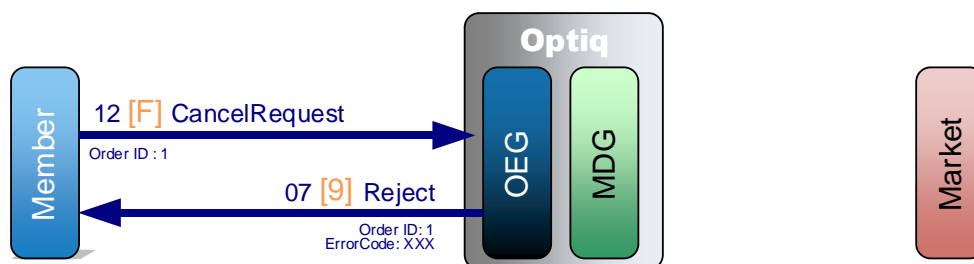 Optiq
Member
12 [F] CancelRequest
Order ID : 1
07 [9] Reject
Order ID: 1
ErrorCode: XXX
OEG
MDG
Market